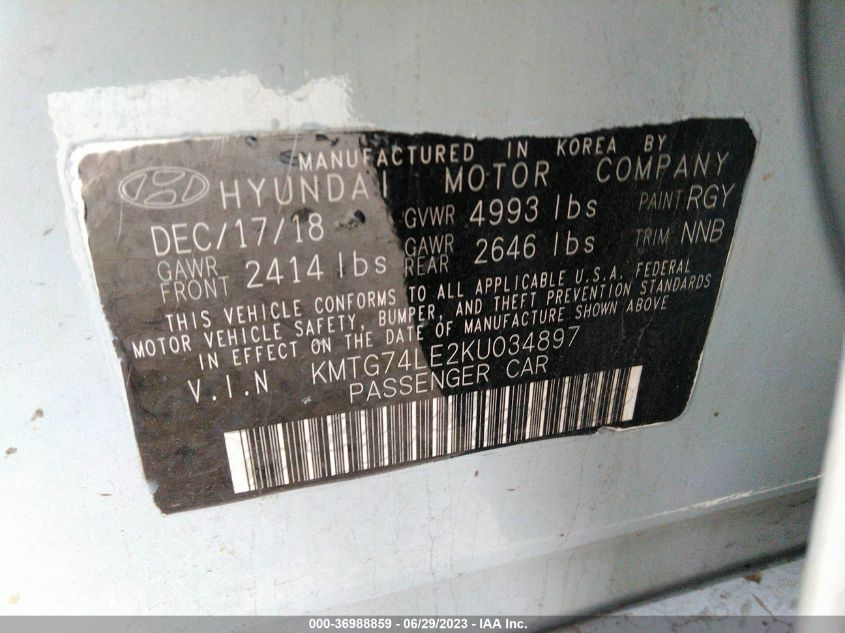 MANUFACTURED IN KOREA BY
HYUNDAI MOTOR COMPANY
DEC/17/18 GVWR 4993 lbs PAINT RGY
GAWR FRONT 2414 lbs GAWR REAR 2646 lbs TRIM NNB
THIS VEHICLE CONFORMS TO ALL APPLICABLE U.S.A. FEDERAL
MOTOR VEHICLE SAFETY, BUMPER, AND THEFT PREVENTION STANDARDS
IN EFFECT ON THE DATE OF MANUFACTURE SHOWN ABOVE
V.I.N KMTG74LE2KU034897
PASSENGER CAR
000-36988859 - 06/29/2023 - IAA Inc.